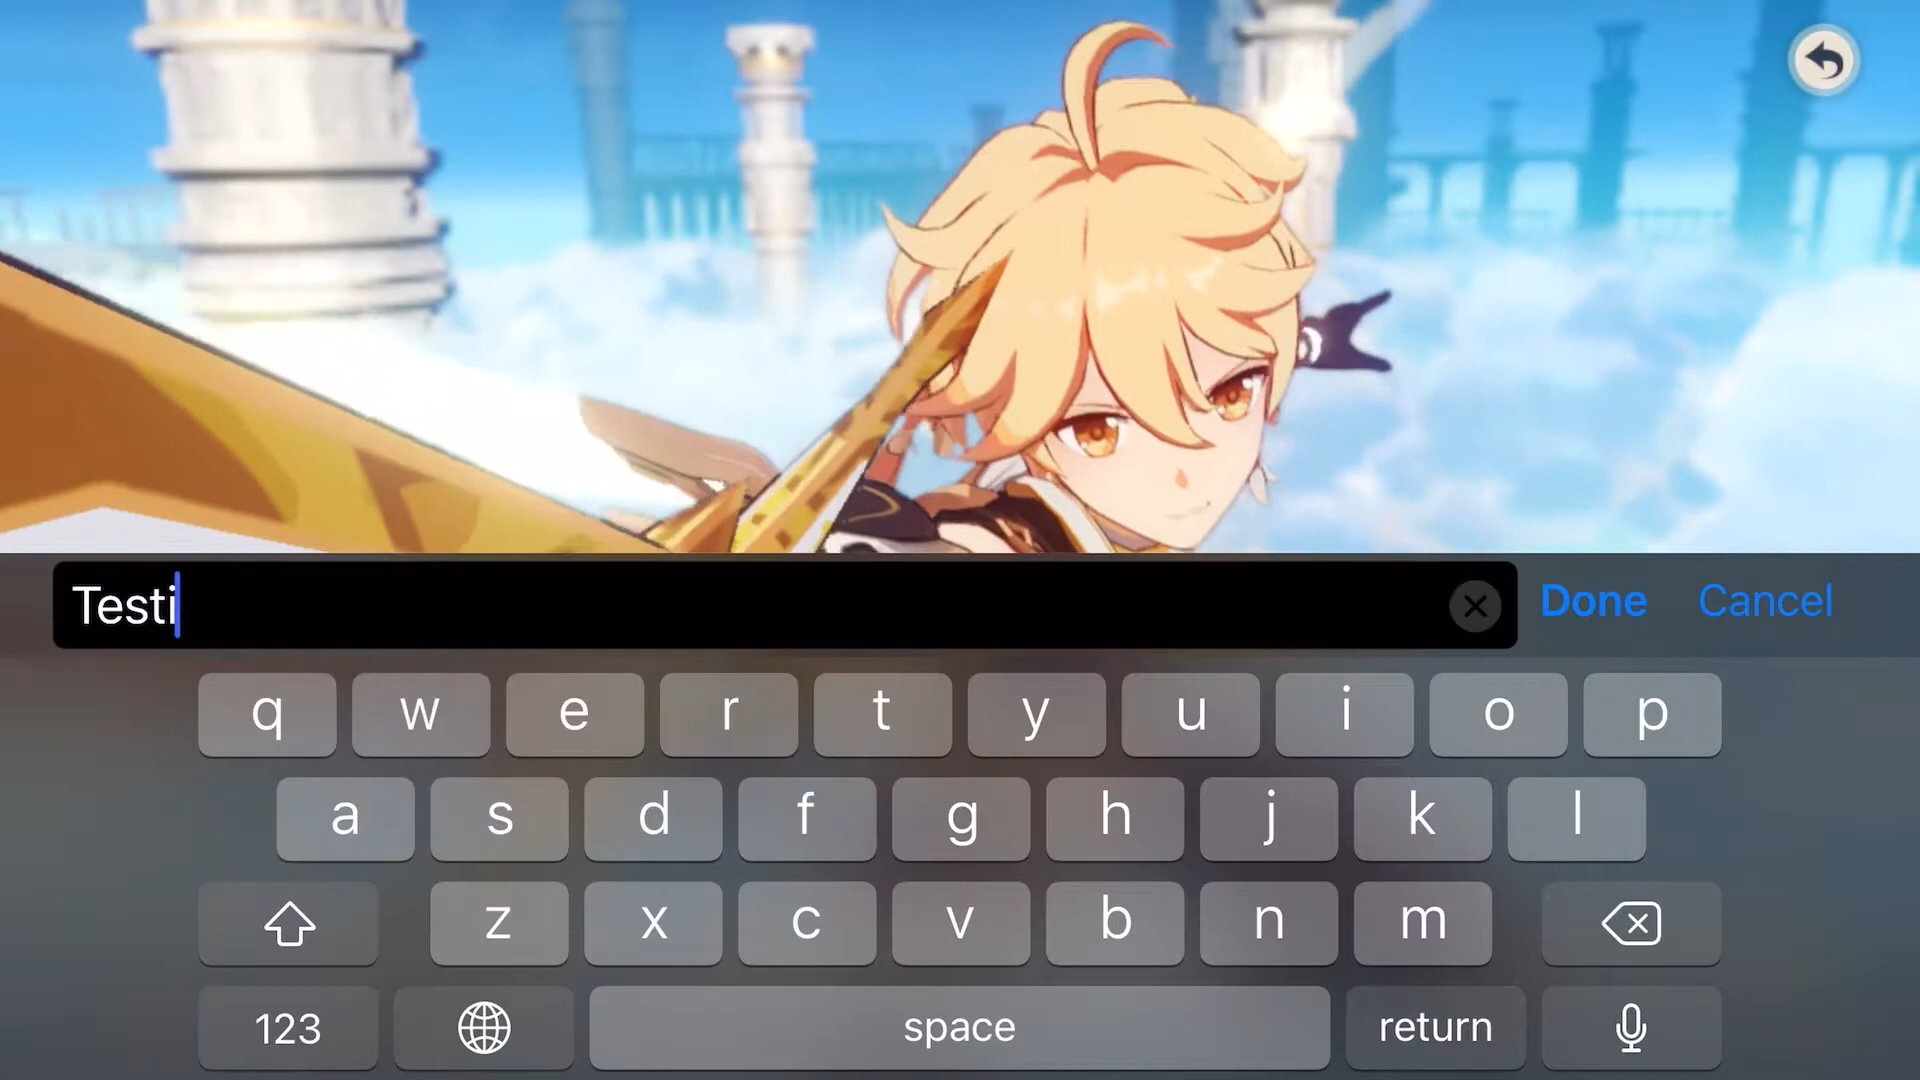 Testi
Done
Cancel
q w e r t y u i o p
a s d f g h j k l
z x c v b n m
123
space
return